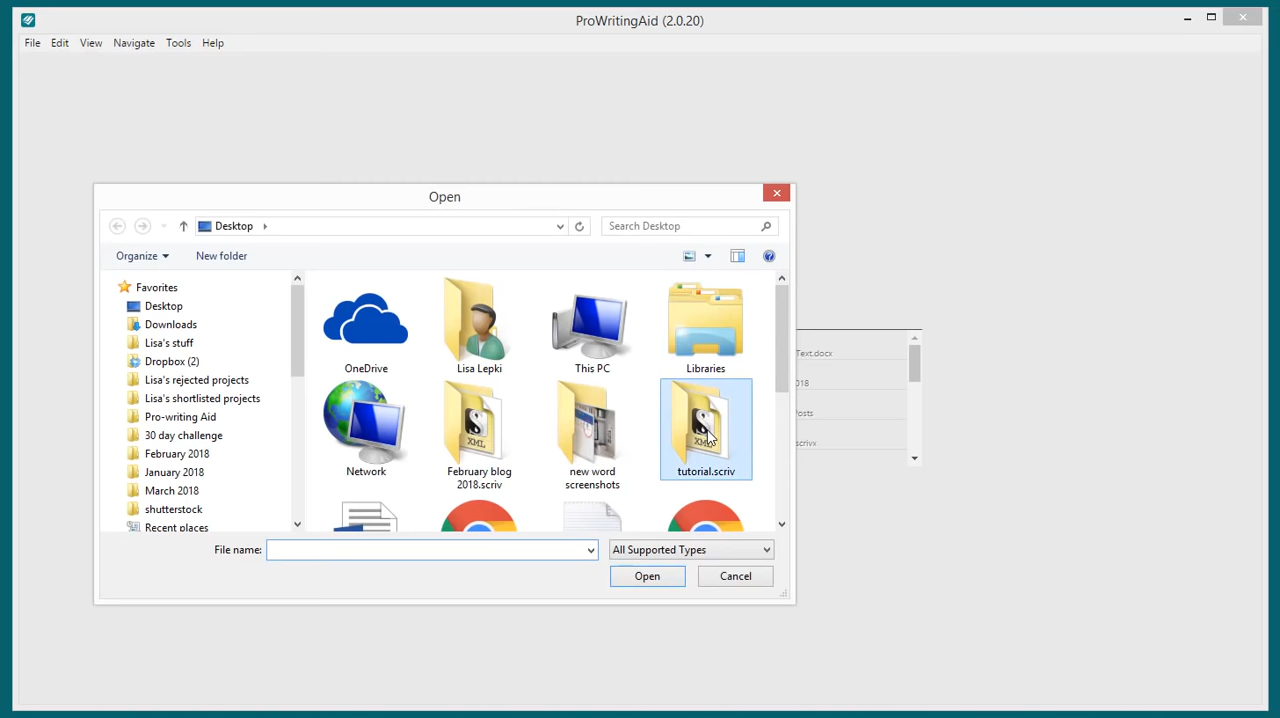 ProWritingAid (2.0.20)
File Edit View Navigate Tools Help
Open
Desktop
Search Desktop
Organize New folder
Favorites
Desktop
Downloads
Lisa's stuff
Dropbox (2)
Lisa's rejected projects
Lisa's shortlisted projects
Pro-writing Aid
30 day challenge
February 2018
January 2018
March 2018
shutterstock
Recent places
OneDrive
Lisa Lepki
This PC
Libraries
Network
XML
February blog
2018.scriv
new word
screenshots
XML
tutorial.scriv
Text.docx
018
osts
scrivx
File name:
All Supported Types
Open Cancel